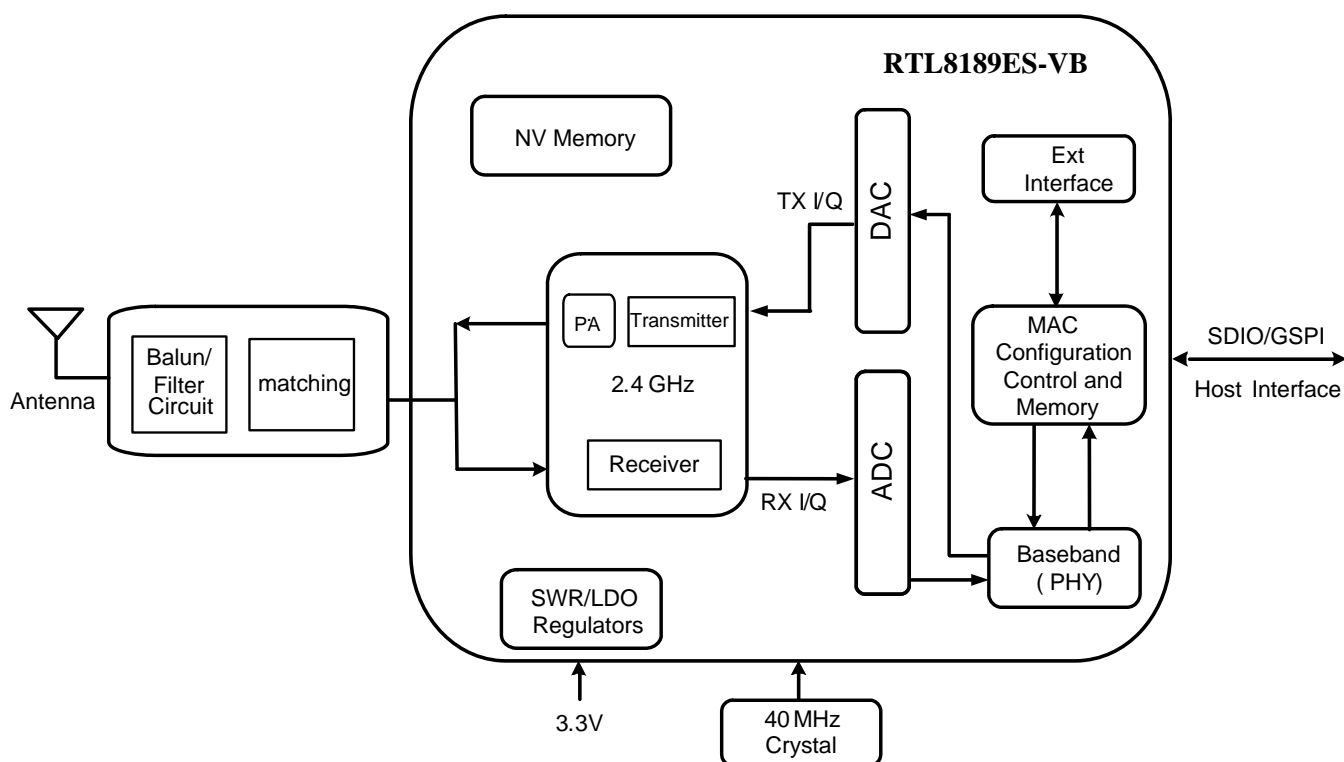 RTL8189ES-VB
NV Memory
Ext
Interface
TX I/Q
DAC
PA
Transmitter
2.4 GHz
Receiver
MAC
Configuration
Control and
Memory
SDIO/GSPI
Host Interface
Antenna
Balun/
Filter
Circuit
matching
RX I/Q
ADC
Baseband
( PHY)
SWR/LDO
Regulators
3.3V
40 MHz
Crystal